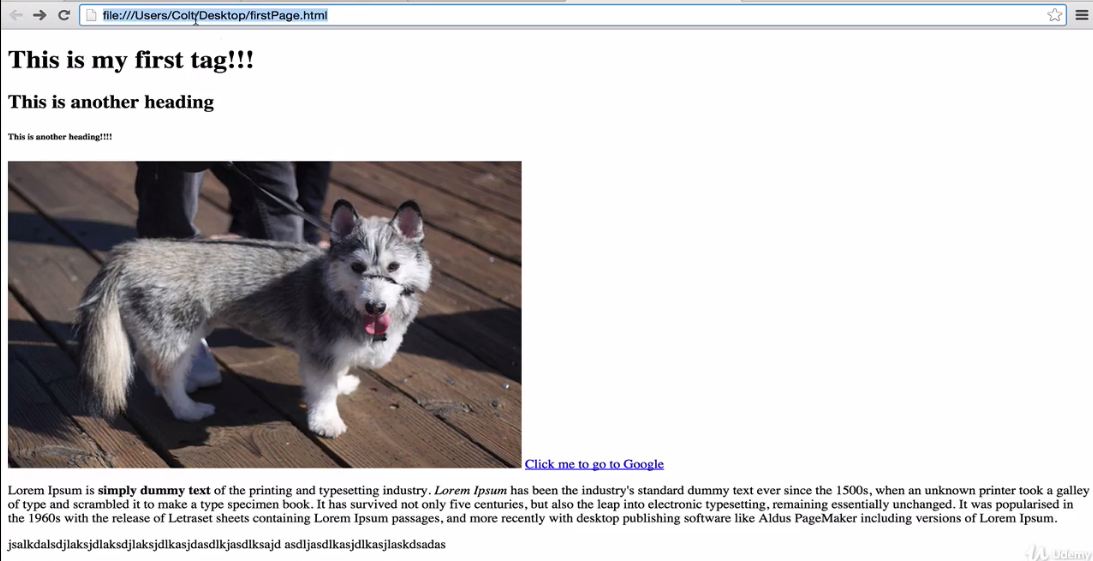 file:///Users/Colt/Desktop/firstPage.html
This is my first tag!!!
This is another heading
This is another heading!!!!
Click me to go to Google
Lorem Ipsum is simply dummy text of the printing and typesetting industry. Lorem Ipsum has been the industry's standard dummy text ever since the 1500s, when an unknown printer took a galley
of type and scrambled it to make a type specimen book. It has survived not only five centuries, but also the leap into electronic typesetting, remaining essentially unchanged. It was popularised in
the 1960s with the release of Letraset sheets containing Lorem Ipsum passages, and more recently with desktop publishing software like Aldus PageMaker including versions of Lorem Ipsum.
jsalkdalsdjlaksjdlaksdjlaksjdlkasjdasdlkjasdlksajd asdljasdlkasjdlkasjlaskdsadas
Udemy